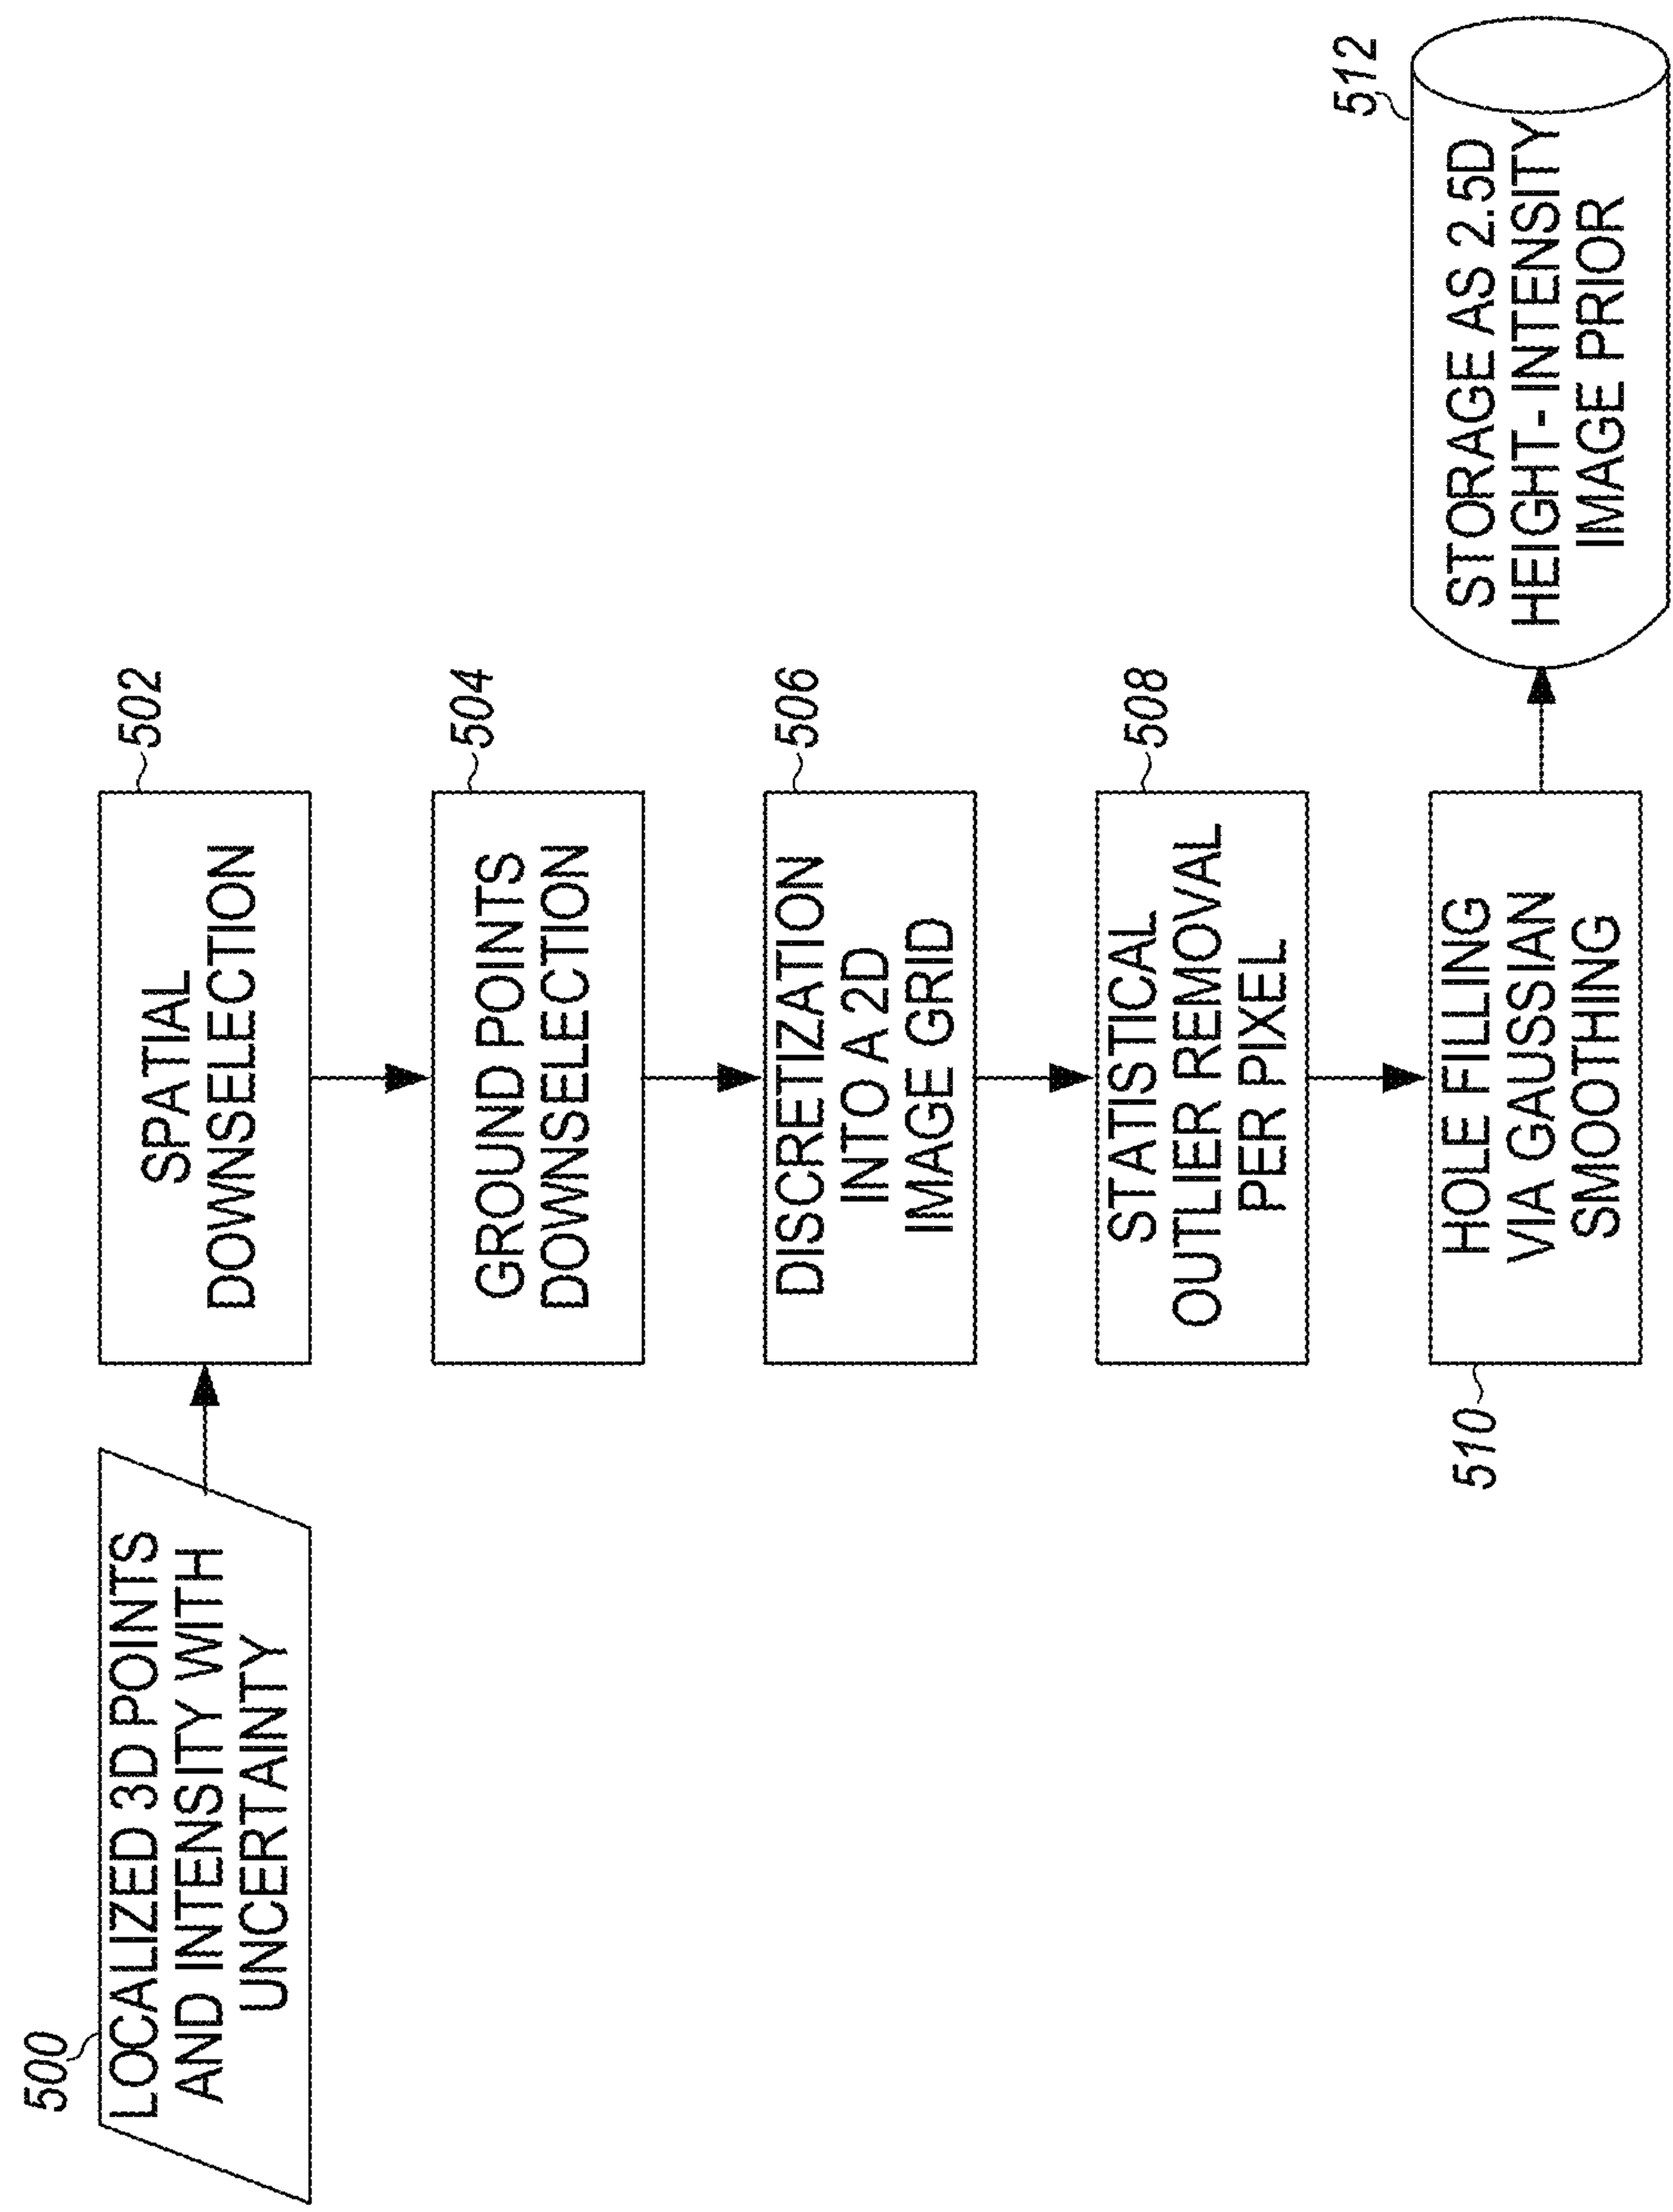 500
LOCALIZED 3D POINTS
AND INTENSITY WITH
UNCERTAINTY
502
SPATIAL
DOWNSELECTION
504
GROUND POINTS
DOWNSELECTION
506
DISCRETIZATION
INTO A 2D
IMAGE GRID
508
STATISTICAL
OUTLIER REMOVAL
PER PIXEL
510
HOLE FILLING
VIA GAUSSIAN
SMOOTHING
512
STORAGE AS 2.5D
HEIGHT-INTENSITY
IMAGE PRIOR